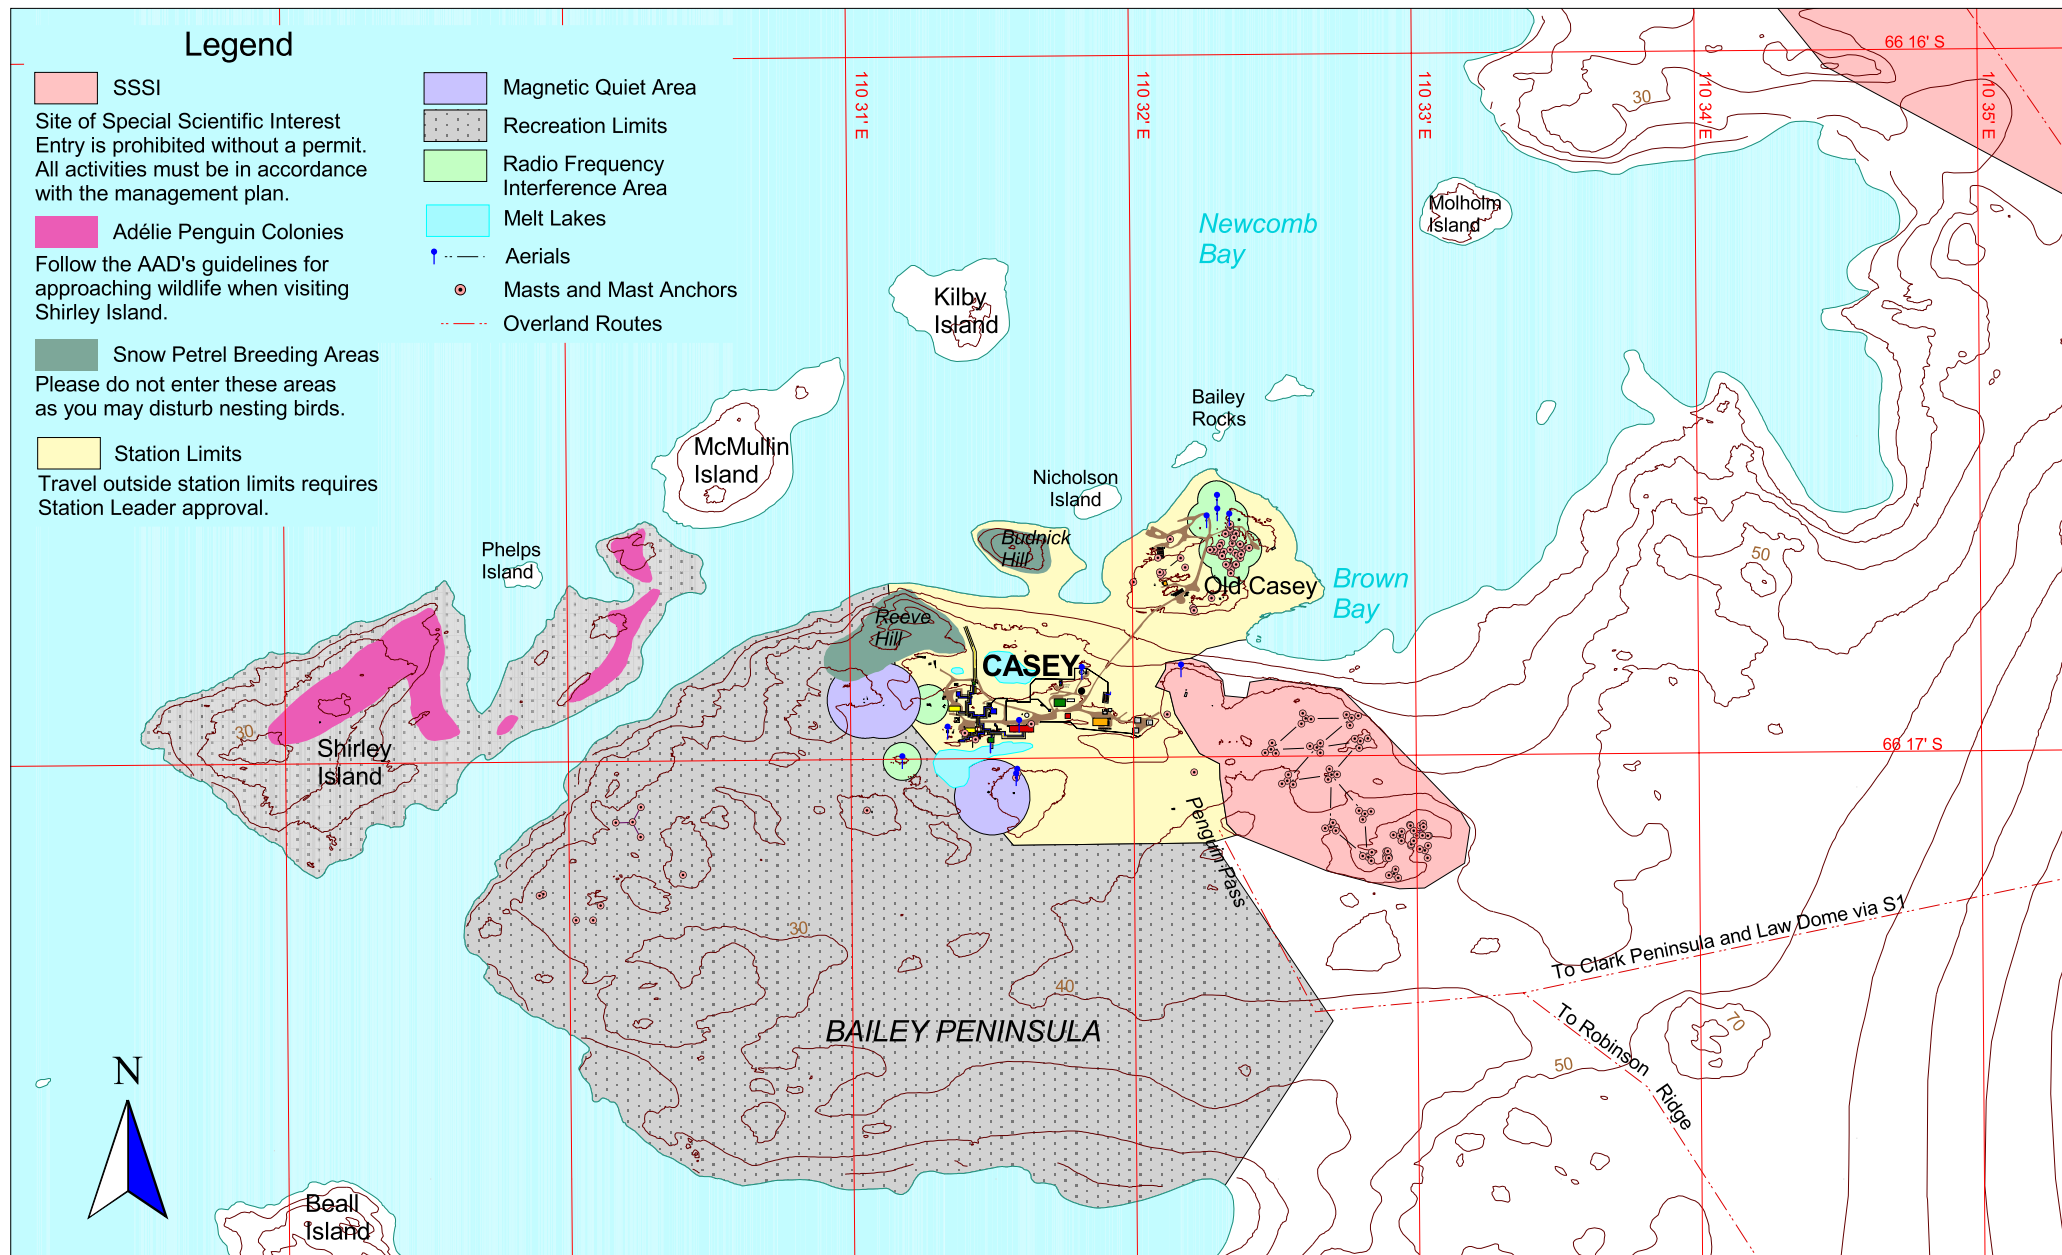 Legend
SSSI
Site of Special Scientific Interest
Entry is prohibited without a permit.
All activities must be in accordance
with the management plan.
Adélie Penguin Colonies
Follow the AAD's guidelines for
approaching wildlife when visiting
Shirley Island.
Snow Petrel Breeding Areas
Please do not enter these areas
as you may disturb nesting birds.
Station Limits
Travel outside station limits requires
Station Leader approval.
Magnetic Quiet Area
Recreation Limits
Radio Frequency
Interference Area
Melt Lakes
Aerials
Masts and Mast Anchors
Overland Routes
66 16' S
110 31' E
110 32' E
110 33' E
110 34' E
110 35' E
30
Molholm
Island
Newcomb
Bay
Kilby
Island
Bailey
Rocks
McMullin
Island
Nicholson
Island
Phelps
Island
Budnick
Hill
Old Casey
Brown
Bay
50
Reeve
Hill
CASEY
30
Shirley
Island
66 17' S
Penguin Pass
30
40
To Clark Peninsula and Law Dome via S1
BAILEY PENINSULA
To Robinson
Ridge
70
50
N
Beall
Island